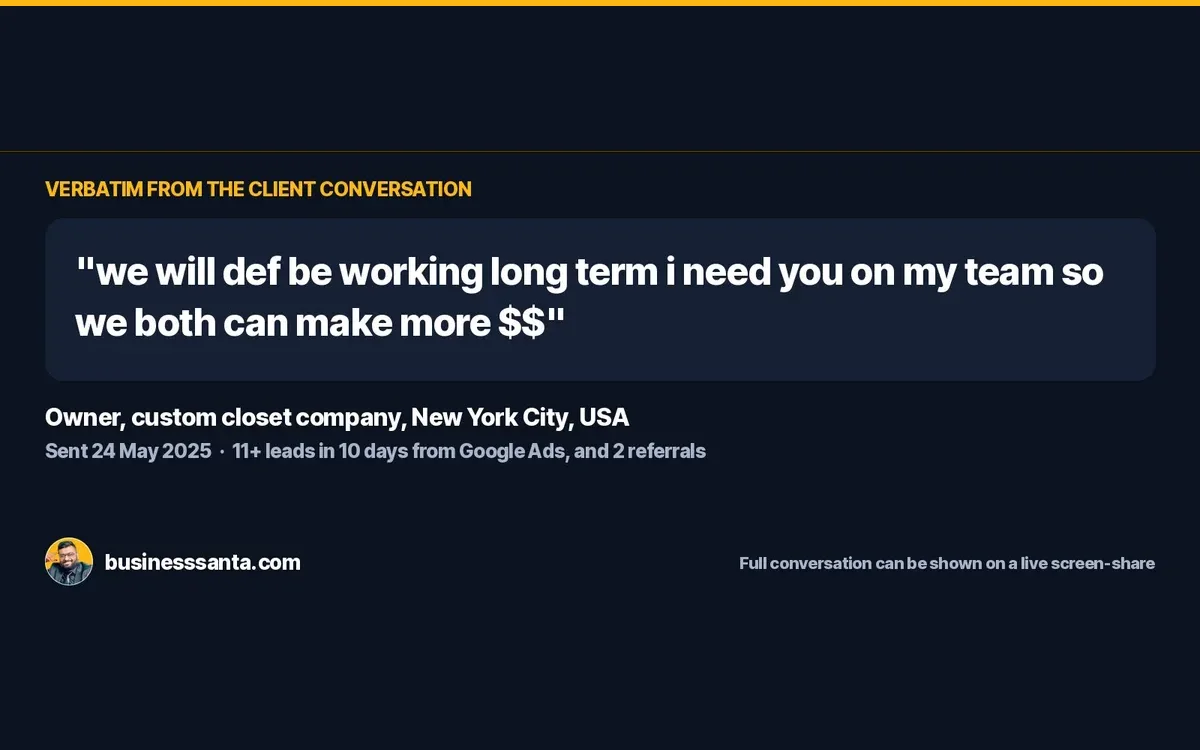 VERBATIM FROM THE CLIENT CONVERSATION
"we will def be working long term i need you on my team so
we both can make more $$"
Owner, custom closet company, New York City, USA
Sent 24 May 2025 · 11+ leads in 10 days from Google Ads, and 2 referrals
businesssanta.com
Full conversation can be shown on a live screen-share